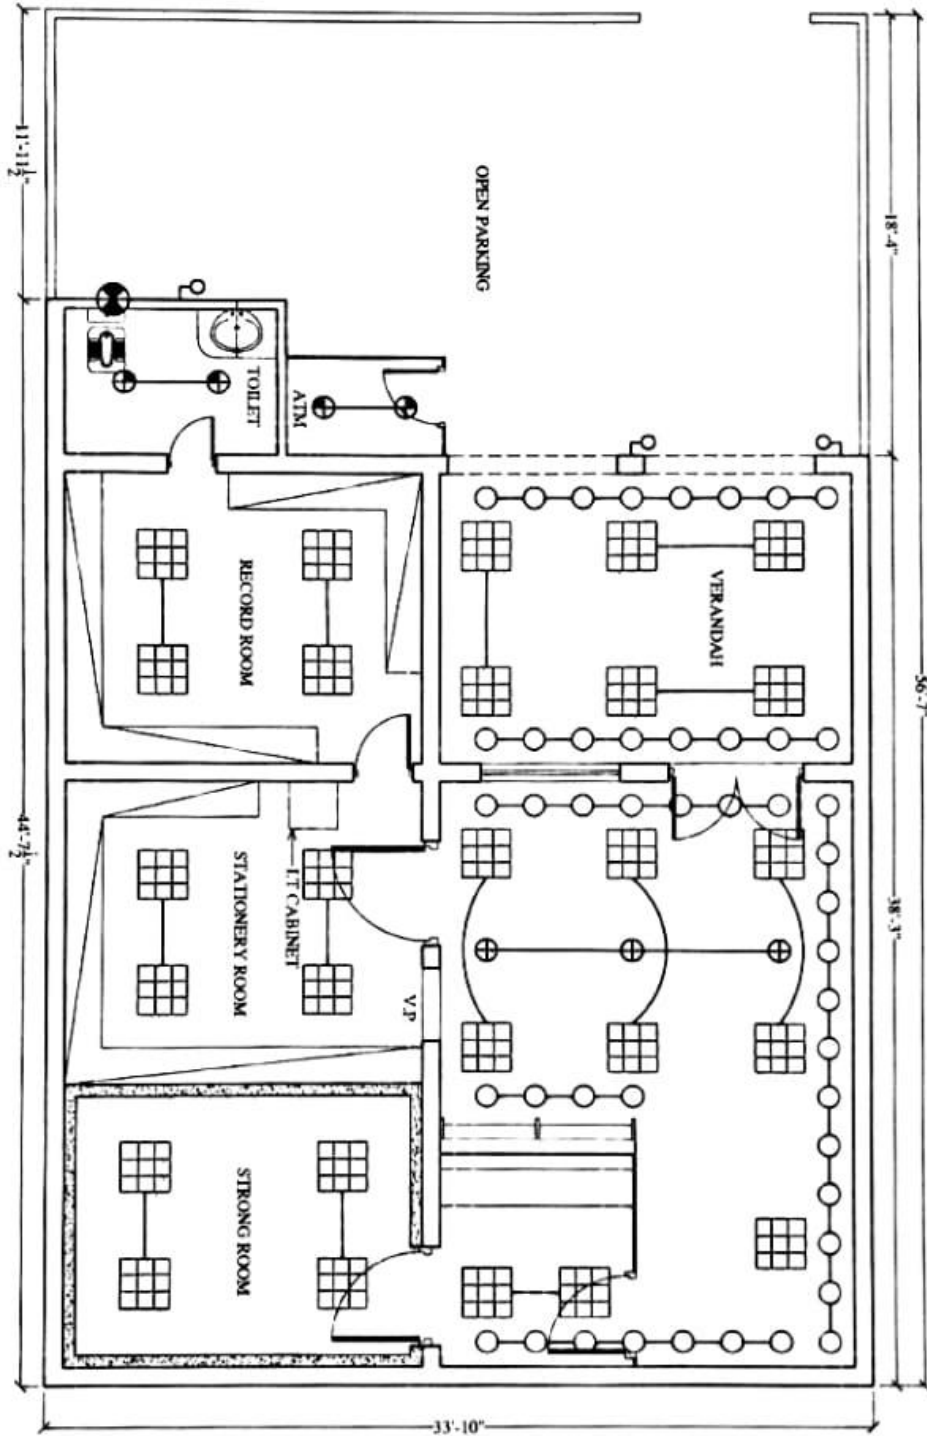 OPEN PARKING
11'-11½"
18'-4"
56'-7"
TOILET
ATM
RECORD ROOM
VERANDAH
44'-7½"
38'-3"
I.T CABINET
STATIONERY ROOM
V.P
STRONG ROOM
33'-10"